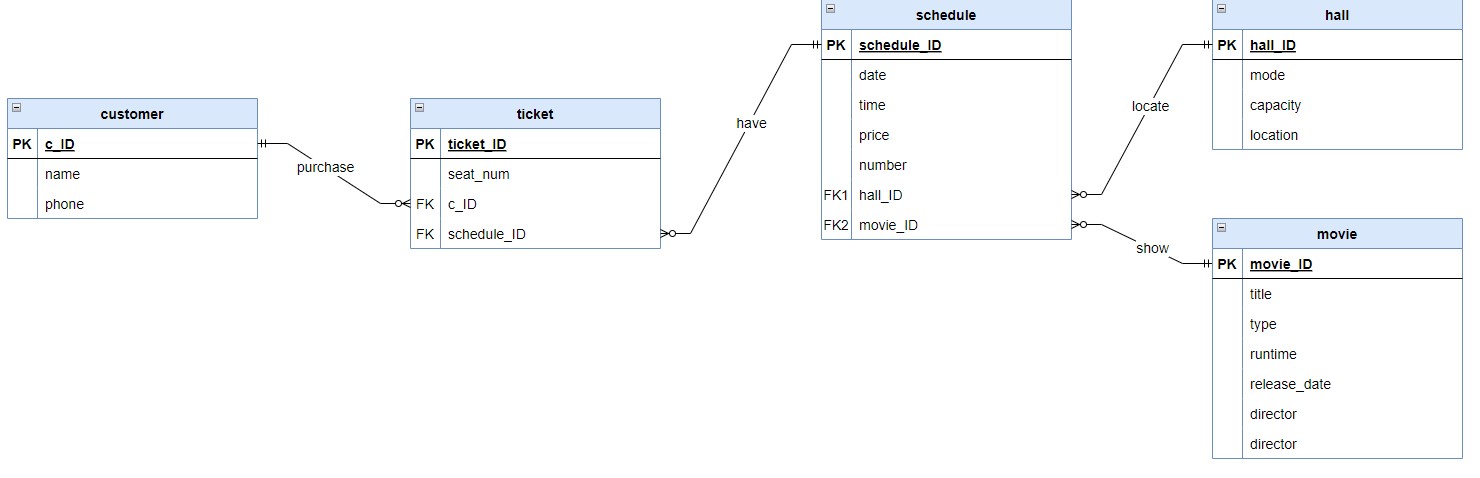 customer
PK c_ID
name
phone
purchase
ticket
PK ticket_ID
seat_num
FK c_ID
FK schedule_ID
have
schedule
PK schedule_ID
date
time
price
number
FK1 hall_ID
FK2 movie_ID
locate
show
hall
PK hall_ID
mode
capacity
location
movie
PK movie_ID
title
type
runtime
release_date
director
director